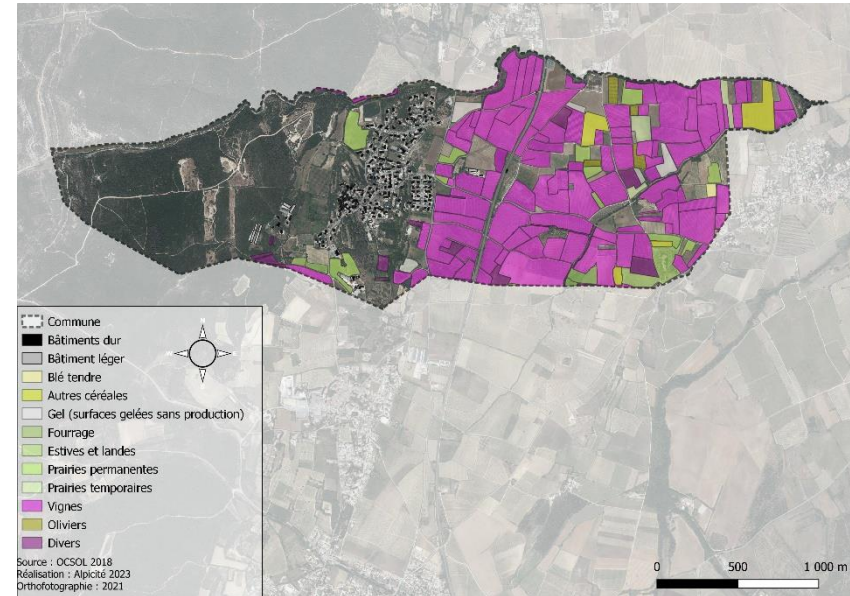 Commune
Bâtiments dur
Bâtiment léger
Blé tendre
Autres céréales
Gel (surfaces gelées sans production)
Fourrage
Estives et landes
Prairies permanentes
Prairies temporaires
Vignes
Oliviers
Divers
Source : OCSOL 2018
Réalisation : Alpicité 2023
Orthofotographie : 2021
0 500 1 000 m